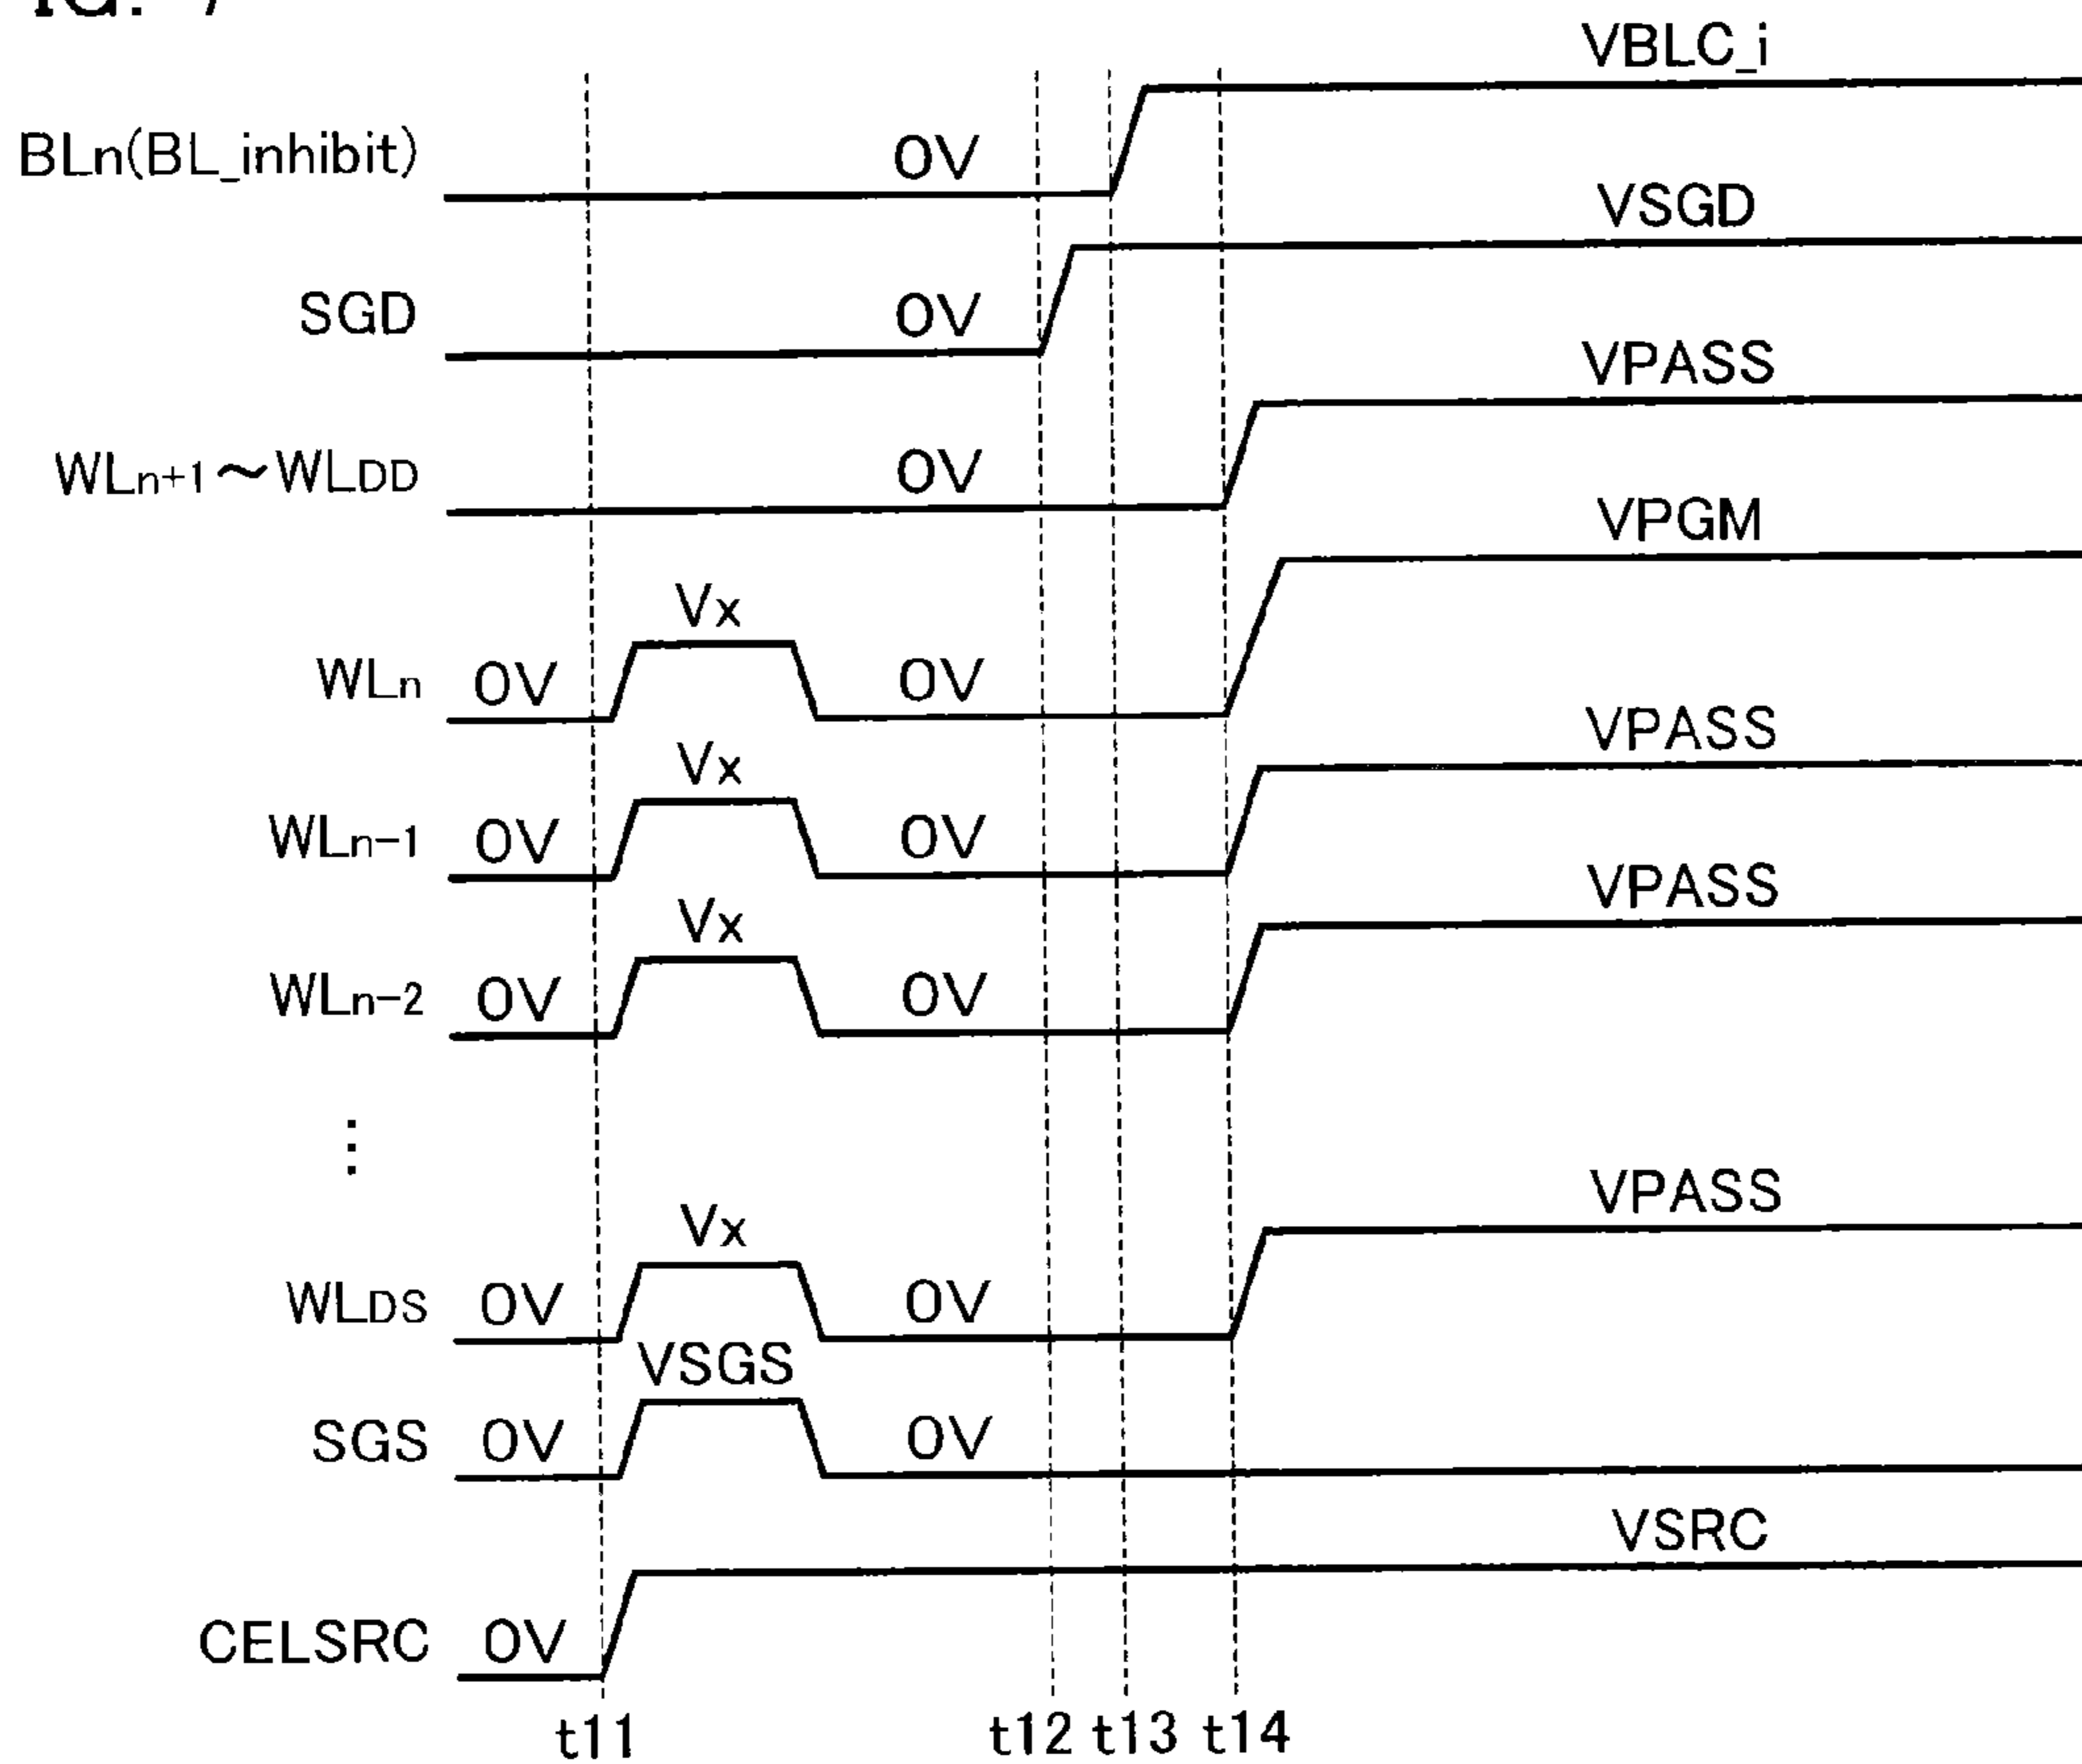 IG. 7
VBLC_i
BLn(BL_inhibit) 0V
VSGD
SGD 0V
VPASS
WLn+1~WLDD 0V
VPGM
Vx
WLn 0V 0V
VPASS
Vx
WLn-1 0V 0V
VPASS
Vx
WLn-2 0V 0V
⋮
VPASS
Vx
WLDS 0V 0V
VSGS
SGS 0V 0V
VSRC
CELSRC 0V
t11 t12 t13 t14